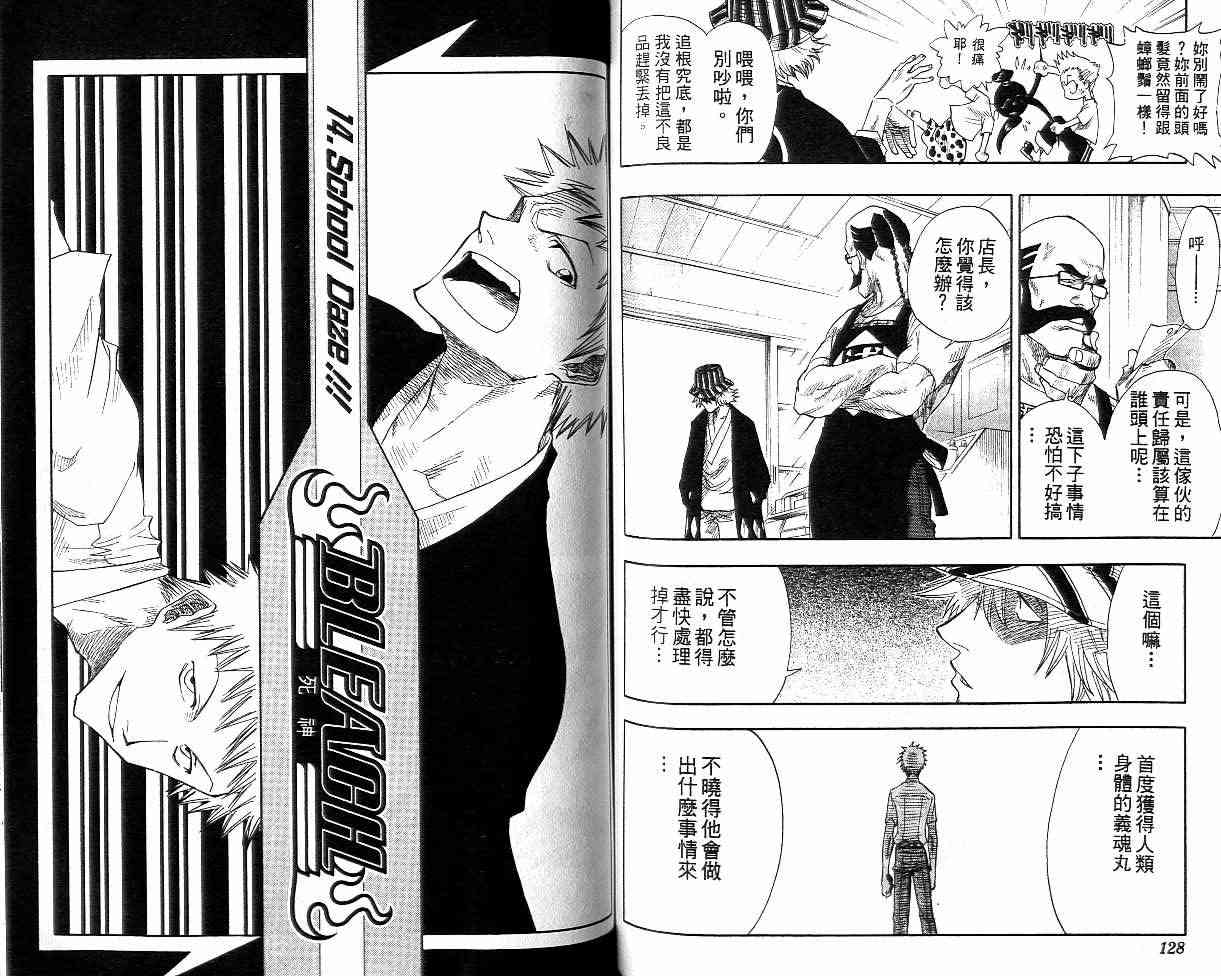 妳別鬧了好嗎
?妳前面的頭
髮竟然留得跟
蟑螂鬚一樣!
很痛
耶!
喂喂,你們
別吵啦。
追根究底,都是
我沒有把這不良
品趕緊丟掉。
呼——……
可是,這傢伙的
責任歸屬該算在
誰頭上呢…
這下子事情
恐怕不好搞
…
店長,
你覺得該
怎麼辦?
這個嘛…
不管怎麼
說,都得
盡快處理
掉才行…
首度獲得人類
身體的義魂丸
…
不曉得他會做
出什麼事情來
…
128
14.School Daze!!!
BLEACH
死神